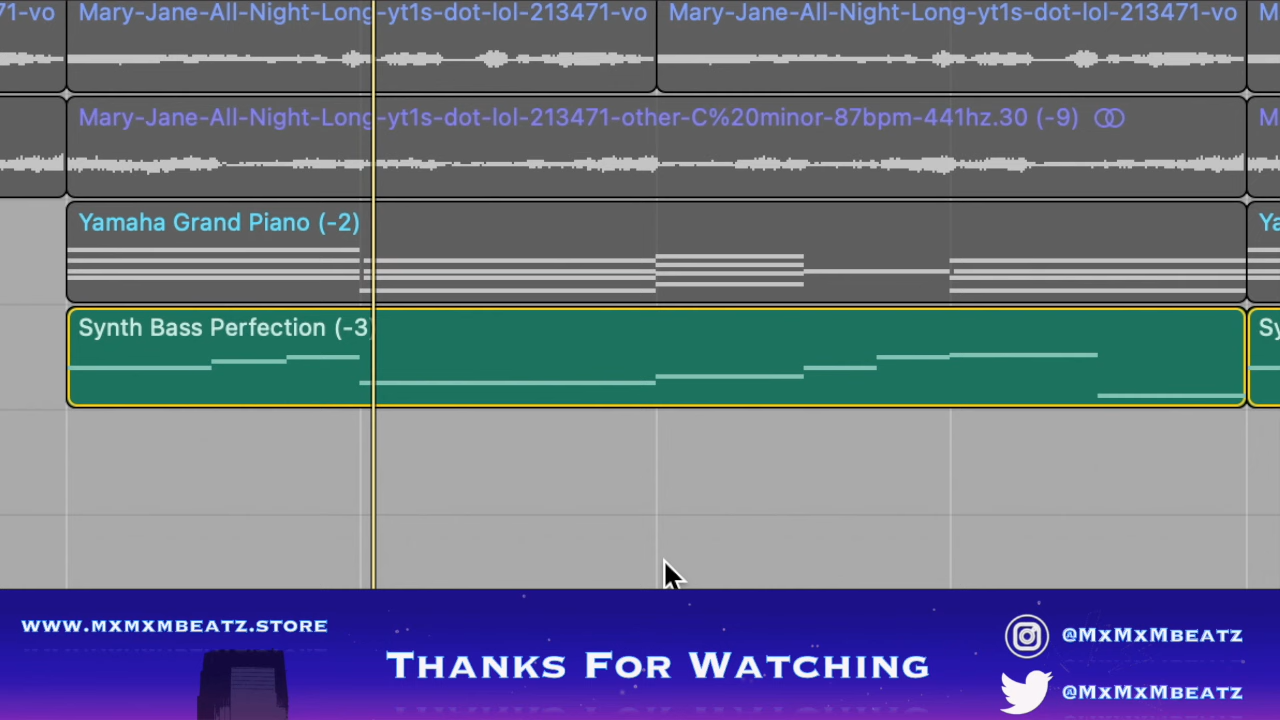 71-vo
Mary-Jane-All-Night-Long-yt1s-dot-lol-213471-vo
Mary-Jane-All-Night-Long-yt1s-dot-lol-213471-vo
M
Mary-Jane-All-Night-Long-yt1s-dot-lol-213471-other-C%20minor-87bpm-441hz.30 (-9)
M
Yamaha Grand Piano (-2)
Ya
Synth Bass Perfection (-3)
Sy
WWW.MXMXMBEATZ.STORE
THANKS FOR WATCHING
@MXMXMBEATZ
@MXMXMBEATZ